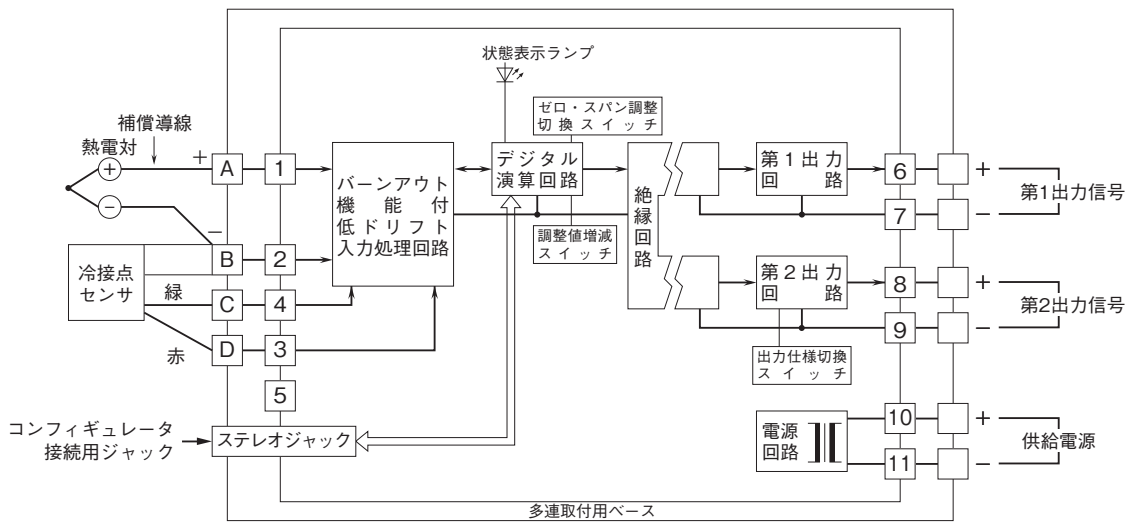 状態表示ランプ
ゼロ・スパン調整
切換スイッチ
補償導線
熱電対
+
−
+
−
A
1
バーンアウト
機能付
低ドリフト
入力処理回路
デジタル
演算回路
調整値増減
スイッチ
絶縁回路
第1出力
回路
6
+
7
−
第1出力信号
B
2
冷接点
センサ
緑
C
4
赤
D
3
5
第2出力
回路
8
+
9
−
第2出力信号
出力仕様切換
スイッチ
コンフィギュレータ
接続用ジャック
ステレオジャック
電源
回路
10
+
11
−
供給電源
多連取付用ベース